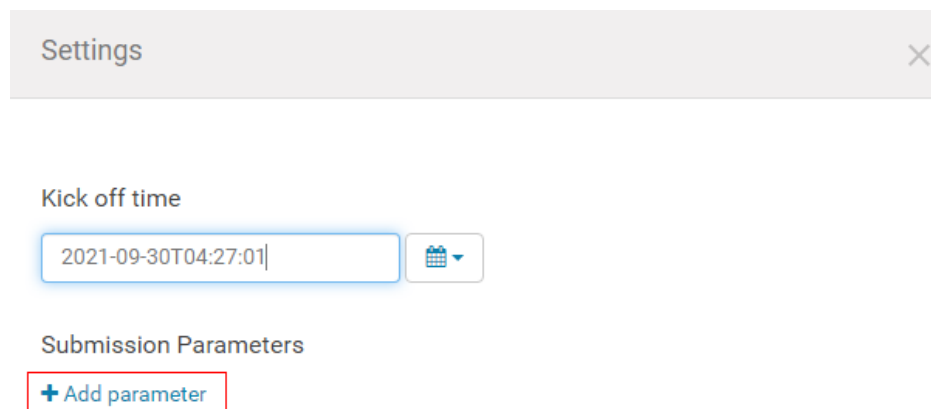 Settings
Kick off time
2021-09-30T04:27:01
Submission Parameters
+ Add parameter